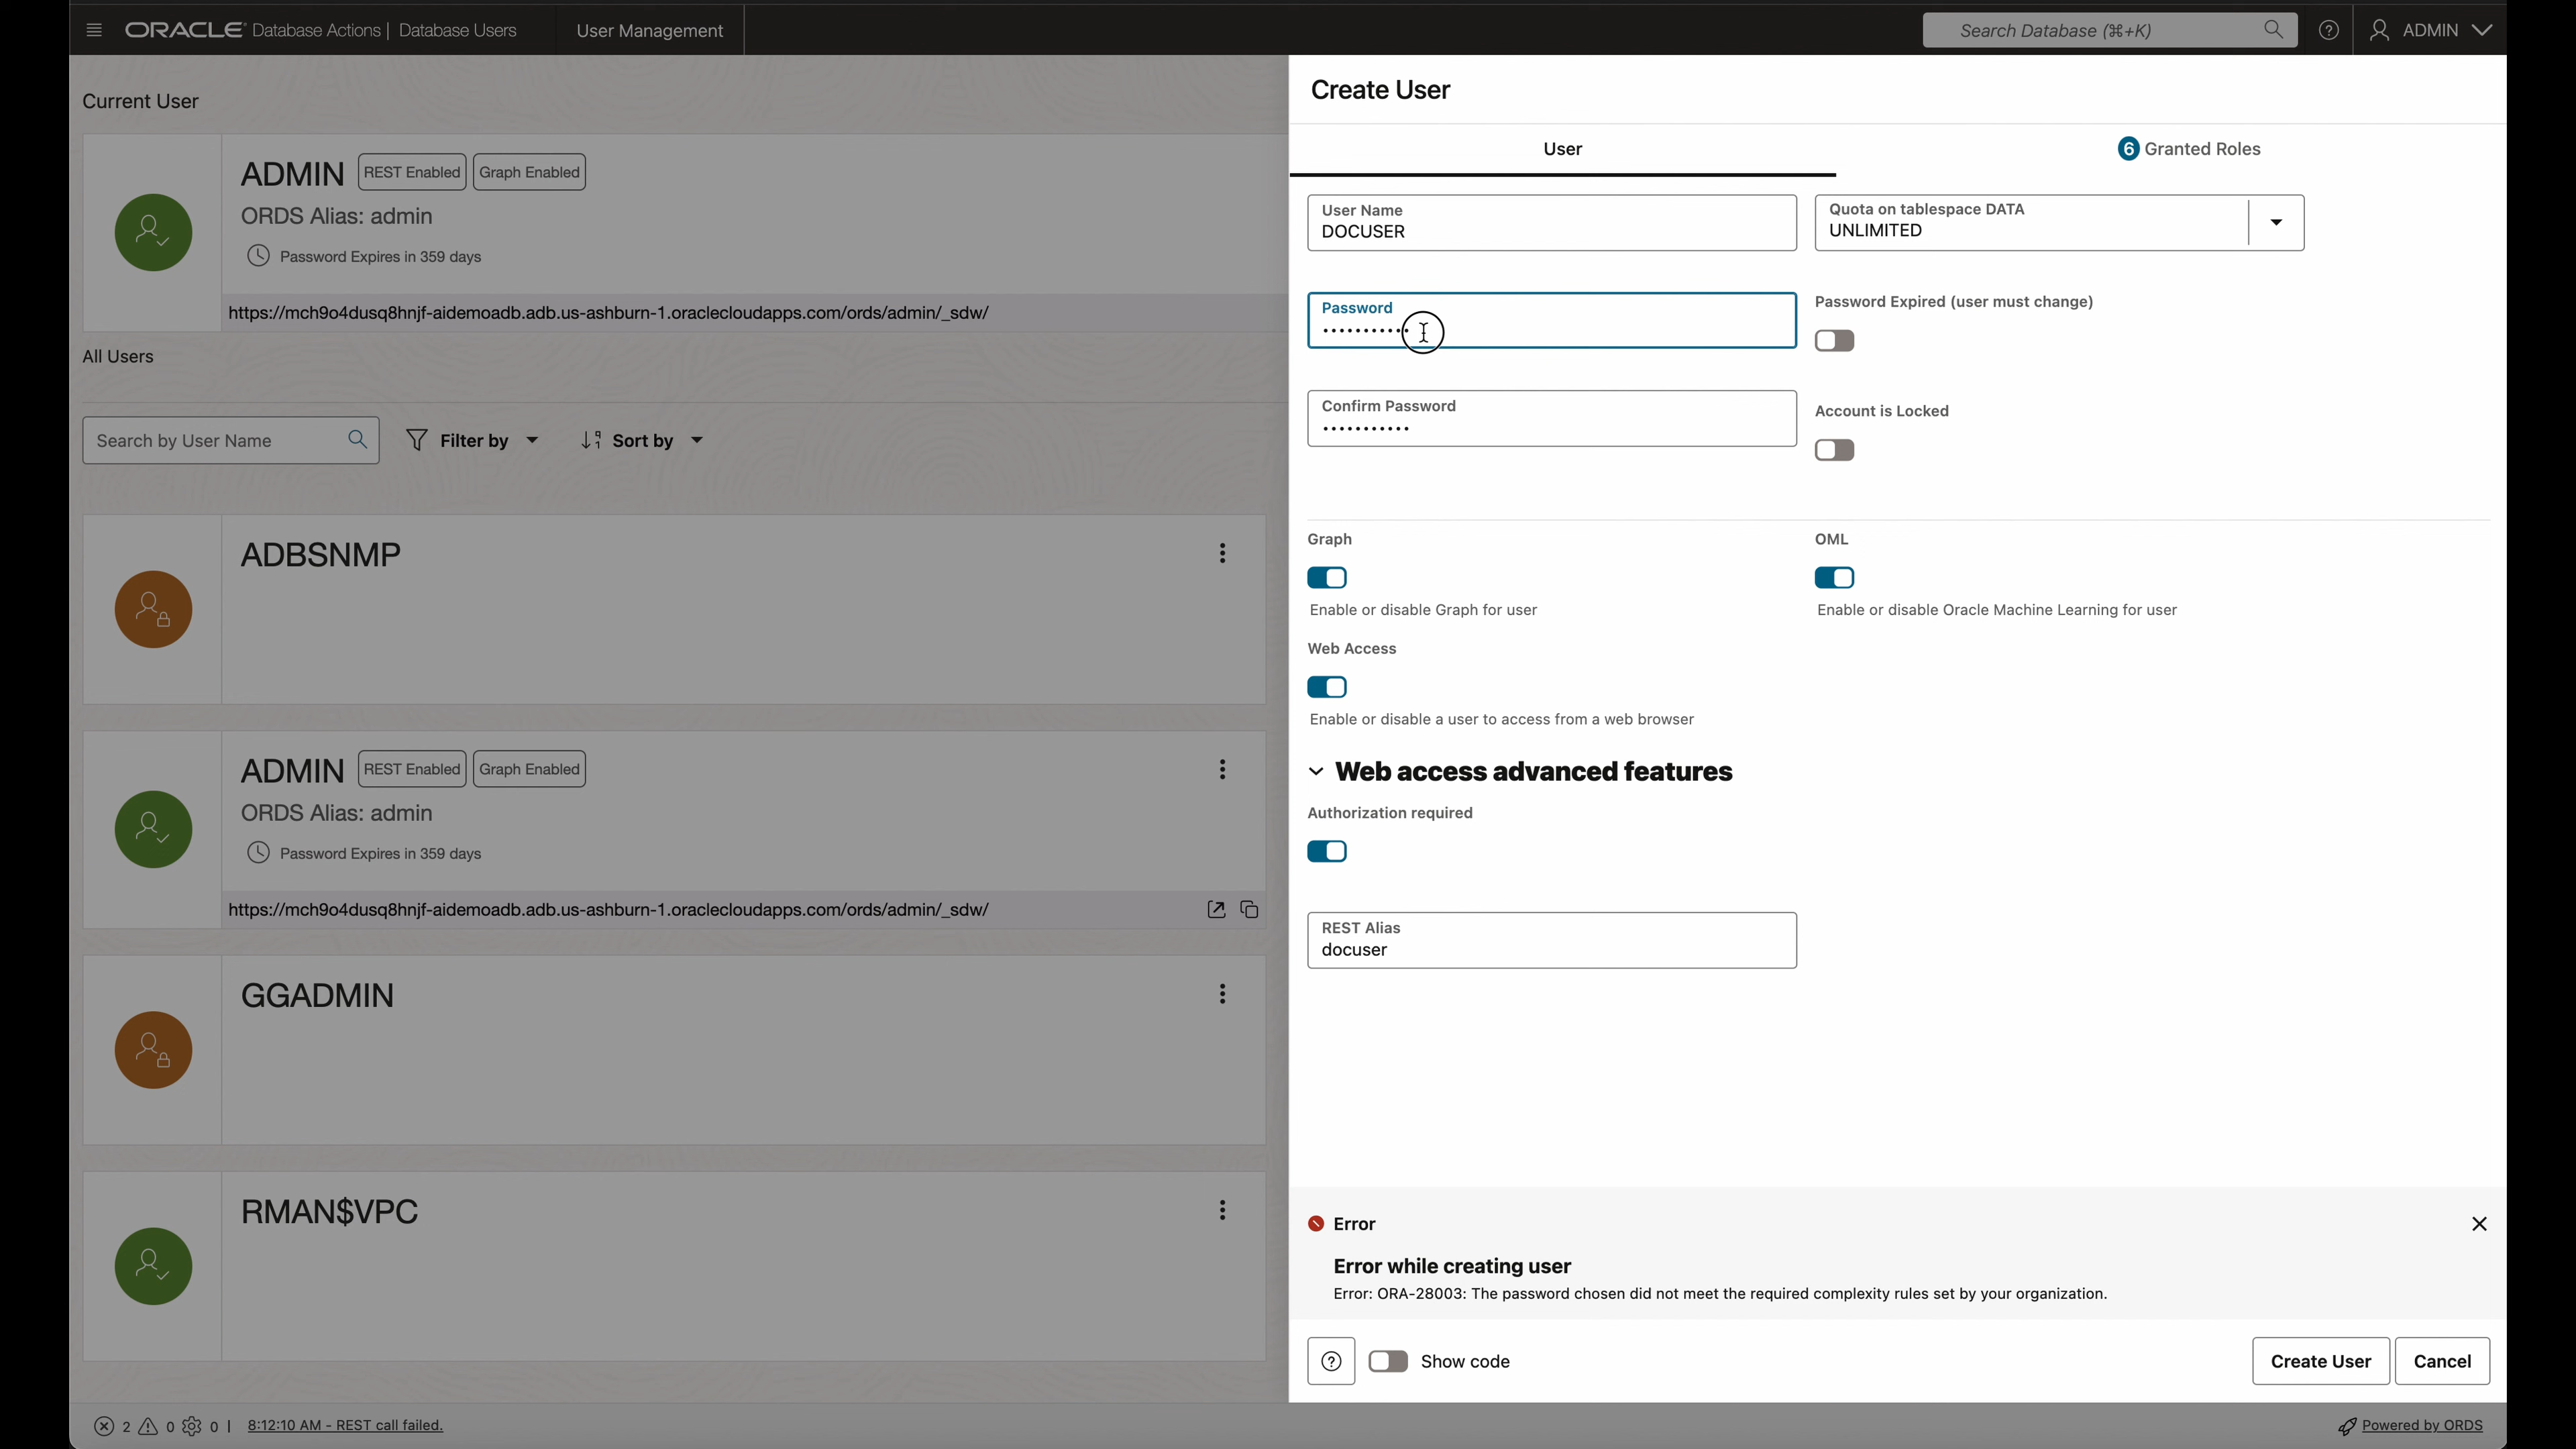 ORACLE Database Actions | Database Users User Management Search Database (⌘+K) ADMIN
Current User
ADMIN REST Enabled Graph Enabled
ORDS Alias: admin
Password Expires in 359 days
https://mch9o4dusq8hnjf-aidemoadb.adb.us-ashburn-1.oraclecloudapps.com/ords/admin/_sdw/
All Users
Search by User Name Filter by Sort by
ADBSNMP
ADMIN REST Enabled Graph Enabled
ORDS Alias: admin
Password Expires in 359 days
https://mch9o4dusq8hnjf-aidemoadb.adb.us-ashburn-1.oraclecloudapps.com/ords/admin/_sdw/
GGADMIN
RMAN$VPC
Create User
User 6 Granted Roles
User Name Quota on tablespace DATA
DOCUSER UNLIMITED
Password Password Expired (user must change)
•••••••••••
Confirm Password Account is Locked
•••••••••••
Graph OML
Enable or disable Graph for user Enable or disable Oracle Machine Learning for user
Web Access
Enable or disable a user to access from a web browser
Web access advanced features
Authorization required
REST Alias
docuser
Error
Error while creating user
Error: ORA-28003: The password chosen did not meet the required complexity rules set by your organization.
? Show code Create User Cancel
2 0 0 | 8:12:10 AM - REST call failed. Powered by ORDS